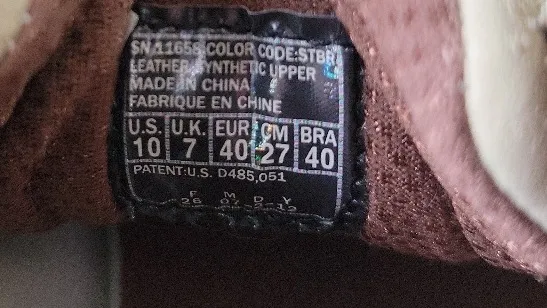 SN 11658 COLOR CODE:STBR
LEATHER, SYNTHETIC UPPER
MADE IN CHINA
FABRIQUE EN CHINE
U.S. U.K. EUR CM BRA
10 7 40 27 40
PATENT:U.S. D485,051
F M D Y